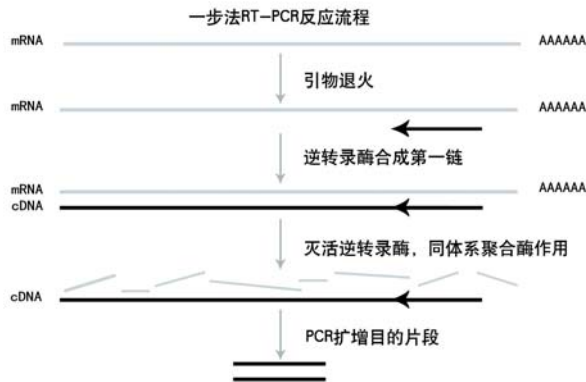 一步法RT-PCR反应流程
mRNA AAAAAA
引物退火
mRNA AAAAAA
逆转录酶合成第一链
mRNA AAAAAA
cDNA
灭活逆转录酶，同体系聚合酶作用
cDNA
PCR扩增目的片段